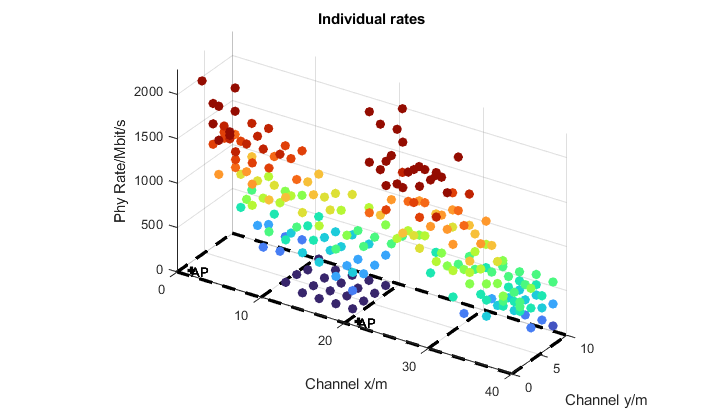 Individual rates
Phy Rate/Mbit/s
2000
1500
1000
500
0
0
10
20
30
40
0
5
10
AP
AP
Channel x/m
Channel y/m